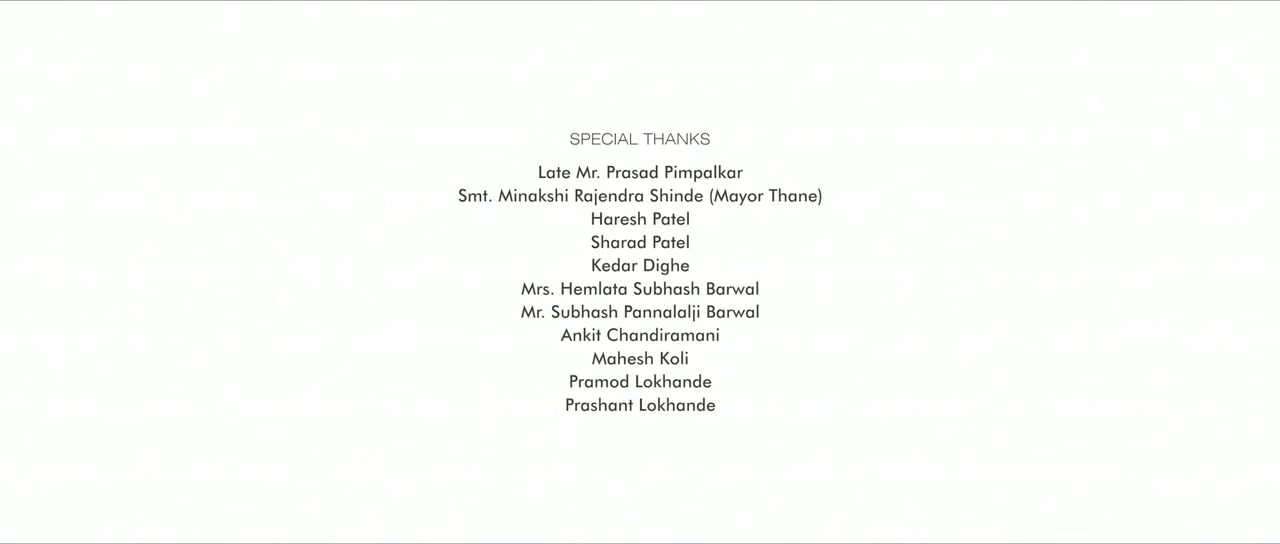 SPECIAL THANKS
Late Mr. Prasad Pimpalkar
Smt. Minakshi Rajendra Shinde (Mayor Thane)
Haresh Patel
Sharad Patel
Kedar Dighe
Mrs. Hemlata Subhash Barwal
Mr. Subhash Pannalalji Barwal
Ankit Chandiramani
Mahesh Koli
Pramod Lokhande
Prashant Lokhande